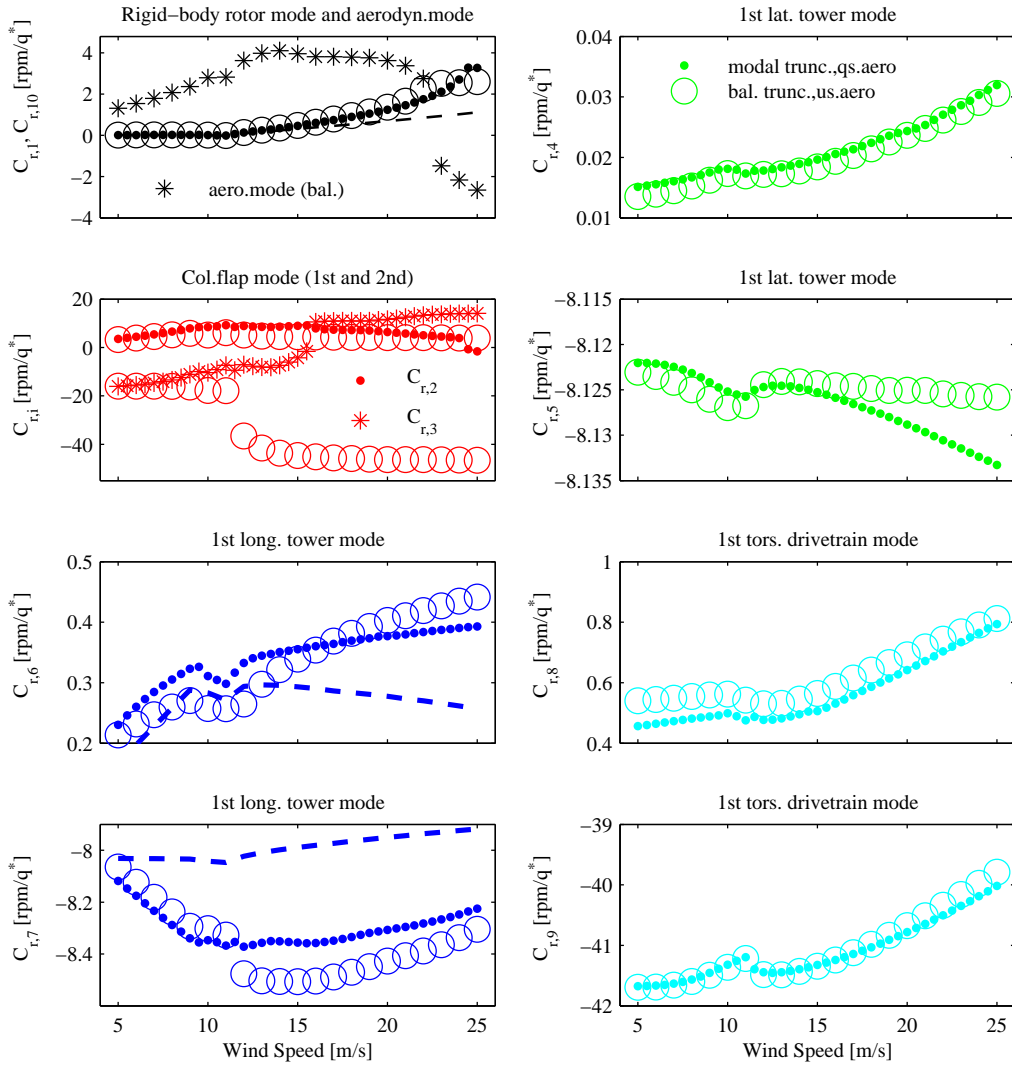 Rigid−body rotor mode and aerodyn.mode
C_{r,1}, C_{r,10} [rpm/q*]
4
2
0
−2
−4
aero.mode (bal.)
1st lat. tower mode
C_{r,4} [rpm/q*]
0.04
0.03
0.02
0.01
modal trunc.,qs.aero
bal. trunc.,us.aero
Col.flap mode (1st and 2nd)
C_{r,i} [rpm/q*]
20
0
−20
−40
C_{r,2}
C_{r,3}
1st lat. tower mode
C_{r,5} [rpm/q*]
−8.115
−8.12
−8.125
−8.13
−8.135
1st long. tower mode
C_{r,6} [rpm/q*]
0.5
0.4
0.3
0.2
1st tors. drivetrain mode
C_{r,8} [rpm/q*]
1
0.8
0.6
0.4
1st long. tower mode
C_{r,7} [rpm/q*]
−8
−8.2
−8.4
5 10 15 20 25
Wind Speed [m/s]
1st tors. drivetrain mode
C_{r,9} [rpm/q*]
−39
−40
−41
−42
5 10 15 20 25
Wind Speed [m/s]